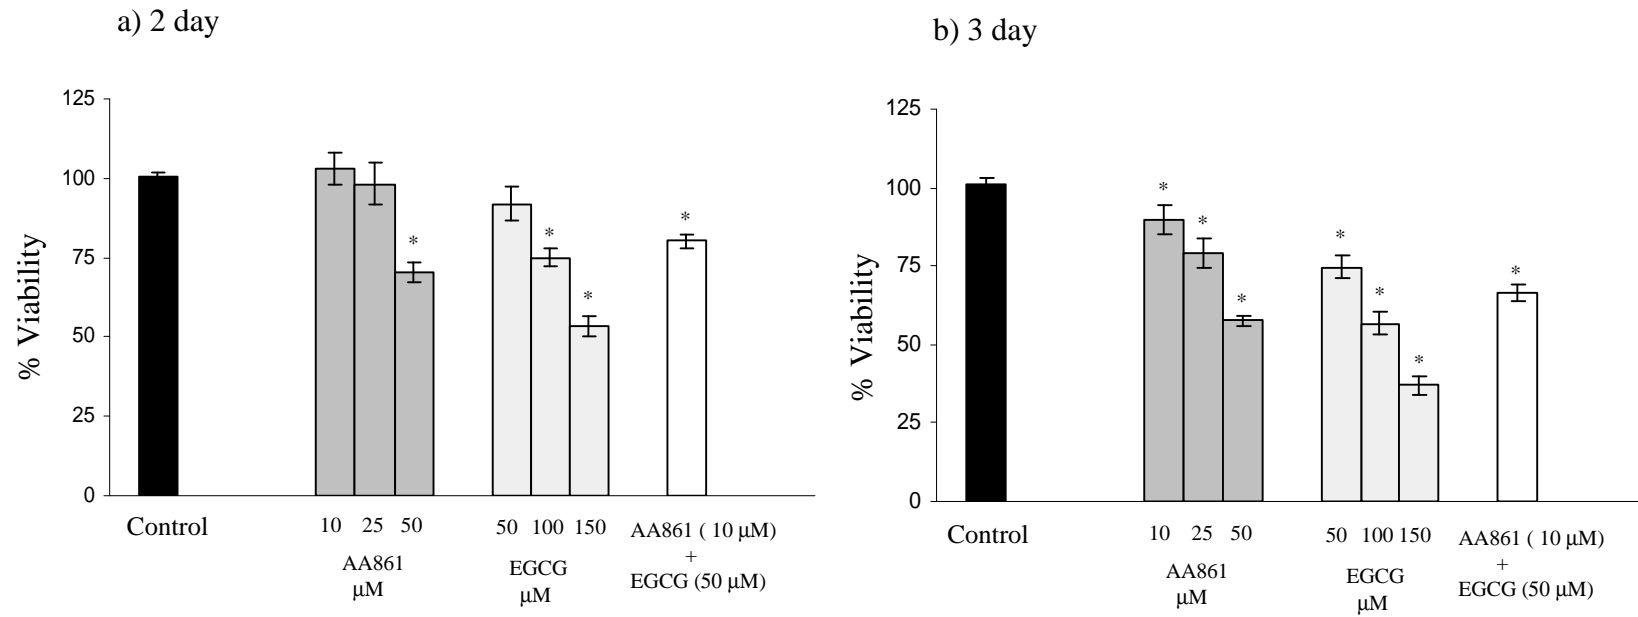 a) 2 day
% Viability
125
100
75
50
25
0
*
*
*
*
Control
10 25 50
AA861
μM
50 100 150
EGCG
μM
AA861 ( 10 μM)
+
EGCG (50 μM)
b) 3 day
% Viability
125
100
75
50
25
0
*
*
*
*
*
*
*
Control
10 25 50
AA861
μM
50 100 150
EGCG
μM
AA861 ( 10 μM)
+
EGCG (50 μM)